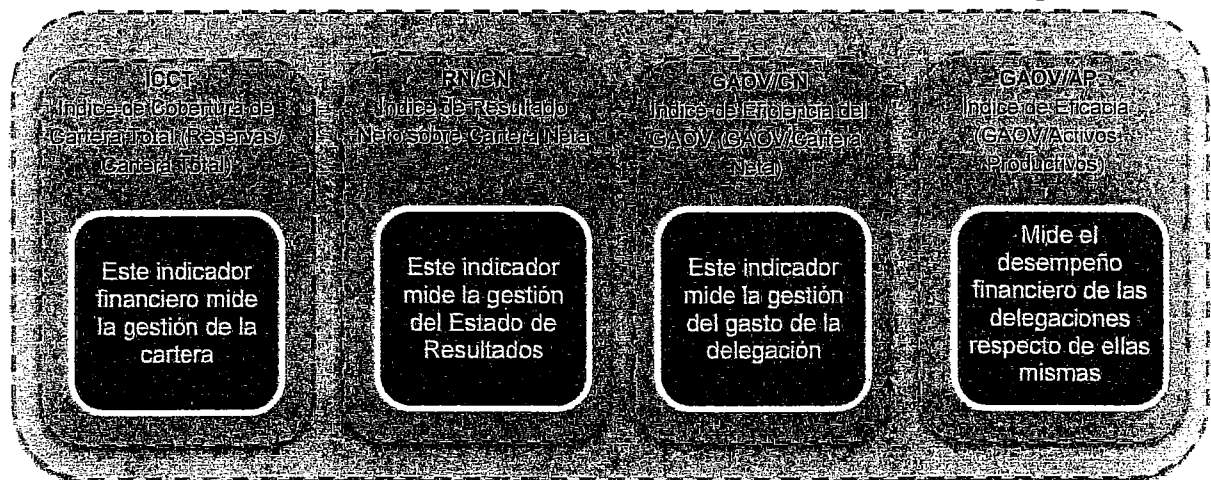 ICCT
Índice de Cobertura de
Cartera Total (Reservas/
Cartera Total)
Este indicador
financiero mide
la gestión de la
cartera
RN/CN
Índice de Resultado
Neto sobre Cartera Neta
Este indicador
mide la gestión
del Estado de
Resultados
GAOV/CN
Índice de Eficiencia del
GAOV (GAOV/Cartera
Neta)
Este indicador
mide la gestión
del gasto de la
delegación
GAOV/AP
Índice de Eficacia
(GAOV/Activos
Productivos)
Mide el
desempeño
financiero de las
delegaciones
respecto de ellas
mismas